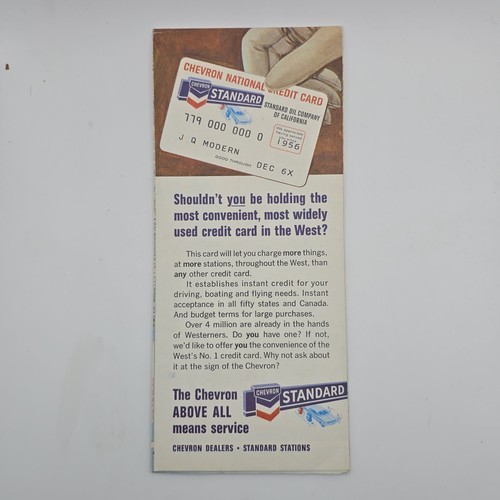 CHEVRON NATIONAL CREDIT CARD
CHEVRON
STANDARD
STANDARD OIL COMPANY
OF CALIFORNIA
779 000 000 0
1956
J Q MODERN
GOOD THROUGH DEC 6X
Shouldn't you be holding the
most convenient, most widely
used credit card in the West?
This card will let you charge more things,
at more stations, throughout the West, than
any other credit card.
It establishes instant credit for your
driving, boating and flying needs. Instant
acceptance in all fifty states and Canada.
And budget terms for large purchases.
Over 4 million are already in the hands
of Westerners. Do you have one? If not,
we'd like to offer you the convenience of the
West's No. 1 credit card. Why not ask about
it at the sign of the Chevron?
The Chevron
ABOVE ALL
means service
CHEVRON
STANDARD
CHEVRON DEALERS • STANDARD STATIONS